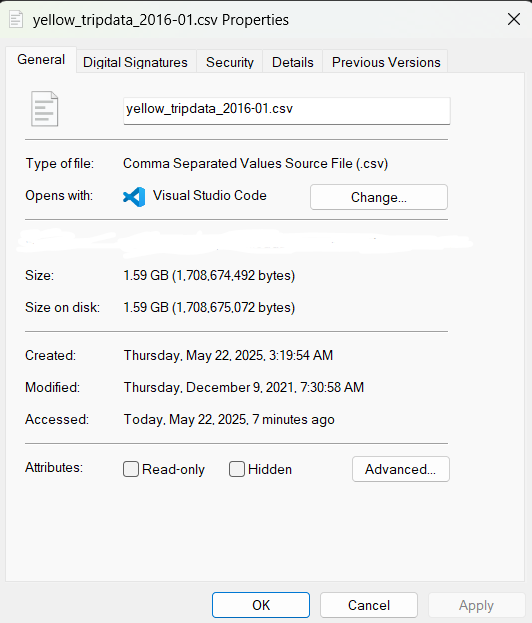 yellow_tripdata_2016-01.csv Properties
General Digital Signatures Security Details Previous Versions
yellow_tripdata_2016-01.csv
Type of file: Comma Separated Values Source File (.csv)
Opens with: Visual Studio Code Change...
Size: 1.59 GB (1,708,674,492 bytes)
Size on disk: 1.59 GB (1,708,675,072 bytes)
Created: Thursday, May 22, 2025, 3:19:54 AM
Modified: Thursday, December 9, 2021, 7:30:58 AM
Accessed: Today, May 22, 2025, 7 minutes ago
Attributes: Read-only Hidden Advanced...
OK Cancel Apply